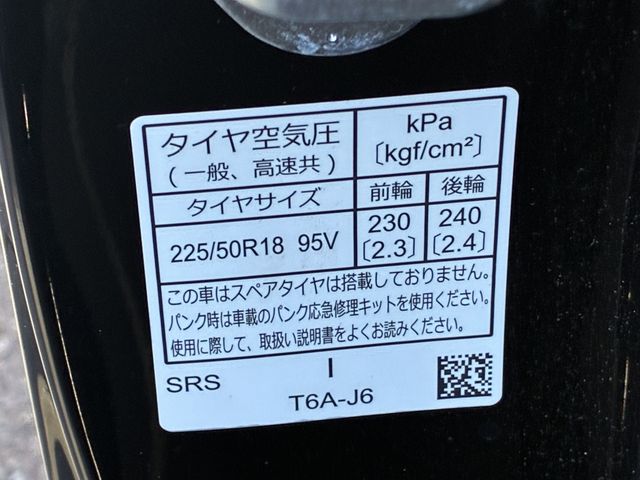 タイヤ空気圧
(一般、高速共)
kPa
〔kgf/cm²〕
タイヤサイズ 前輪 後輪
225/50R18 95V 230 240
〔2.3〕 〔2.4〕
この車はスペアタイヤは搭載しておりません。
パンク時は車載のパンク応急修理キットを使用ください。
使用に際して、取扱い説明書をよくお読みください。
SRS I
T6A-J6